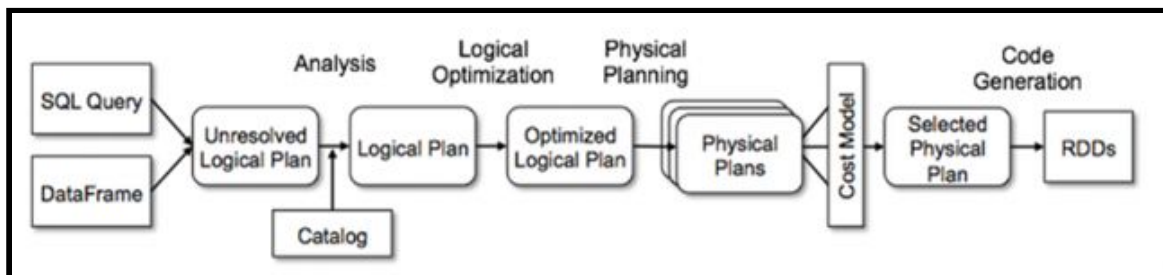 SQL Query
DataFrame
Unresolved
Logical Plan
Analysis
Catalog
Logical Plan
Logical
Optimization
Optimized
Logical Plan
Physical
Planning
Physical
Plans
Cost Model
Selected
Physical
Plan
Code
Generation
RDDs